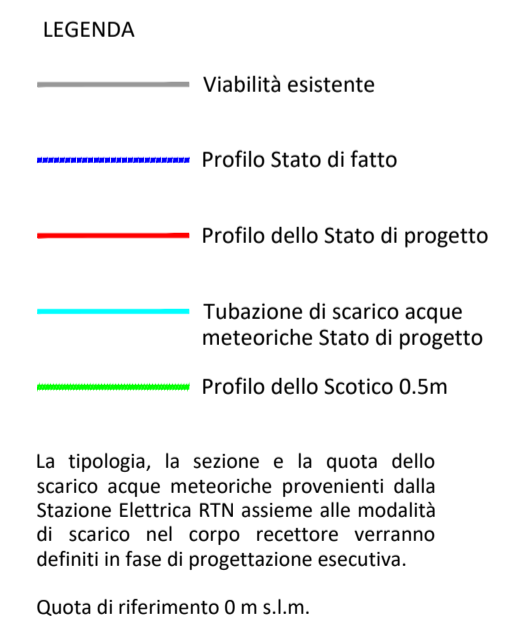 LEGENDA
Viabilità esistente
Profilo Stato di fatto
Profilo dello Stato di progetto
Tubazione di scarico acque
meteoriche Stato di progetto
Profilo dello Scotico 0.5m
La tipologia, la sezione e la quota dello
scarico acque meteoriche provenienti dalla
Stazione Elettrica RTN assieme alle modalità
di scarico nel corpo recettore verranno
definiti in fase di progettazione esecutiva.
Quota di riferimento 0 m s.l.m.